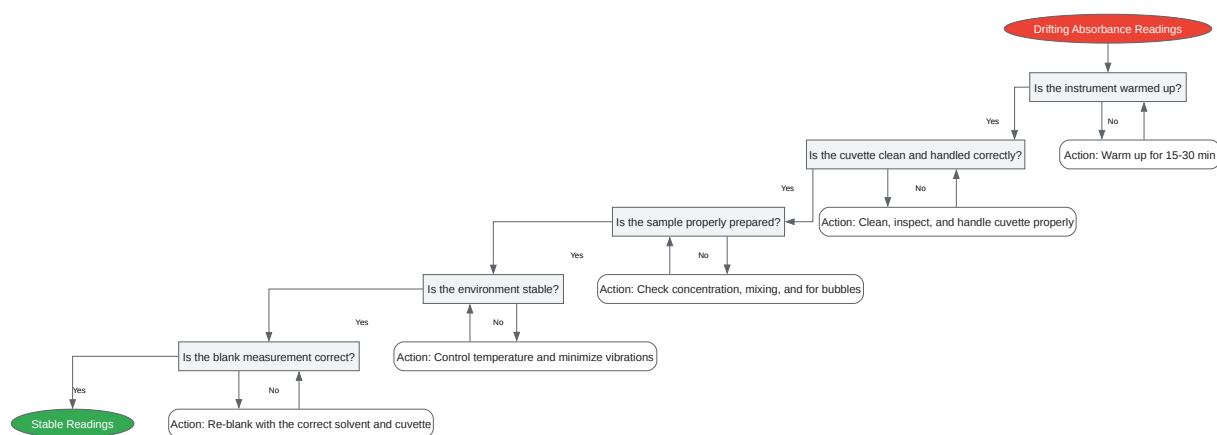 Drifting Absorbance Readings
Is the instrument warmed up?
Yes
No
Action: Warm up for 15-30 min
Is the cuvette clean and handled correctly?
Yes
No
Action: Clean, inspect, and handle cuvette properly
Is the sample properly prepared?
Yes
No
Action: Check concentration, mixing, and for bubbles
Is the environment stable?
Yes
No
Action: Control temperature and minimize vibrations
Is the blank measurement correct?
Yes
No
Stable Readings
Action: Re-blank with the correct solvent and cuvette